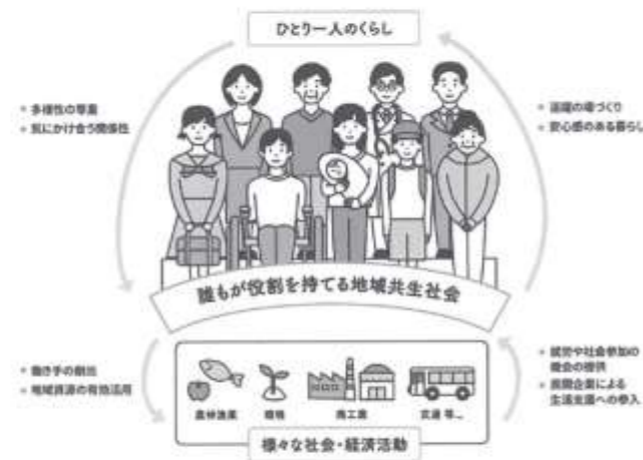 ひとり一人のくらし
• 多様性の尊重
• 気にかけ合う関係性
• 活躍の場づくり
• 安心感のある暮らし
誰もが役割を持てる地域共生社会
• 働き手の創出
• 地域資源の有効活用
• 就労や社会参加の
機会の提供
• 民間企業による
生活支援への参入
農林漁業
環境
商工業
交通 等…
様々な社会・経済活動